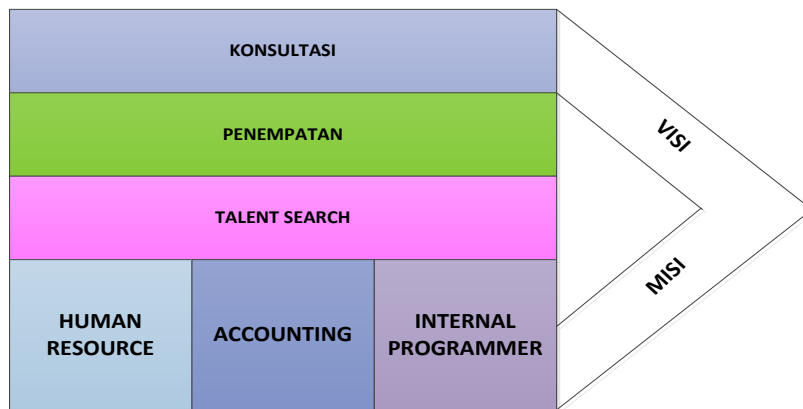 KONSULTASI
PENEMPATAN
TALENT SEARCH
HUMAN
RESOURCE
ACCOUNTING
INTERNAL
PROGRAMMER
VISI
MISI